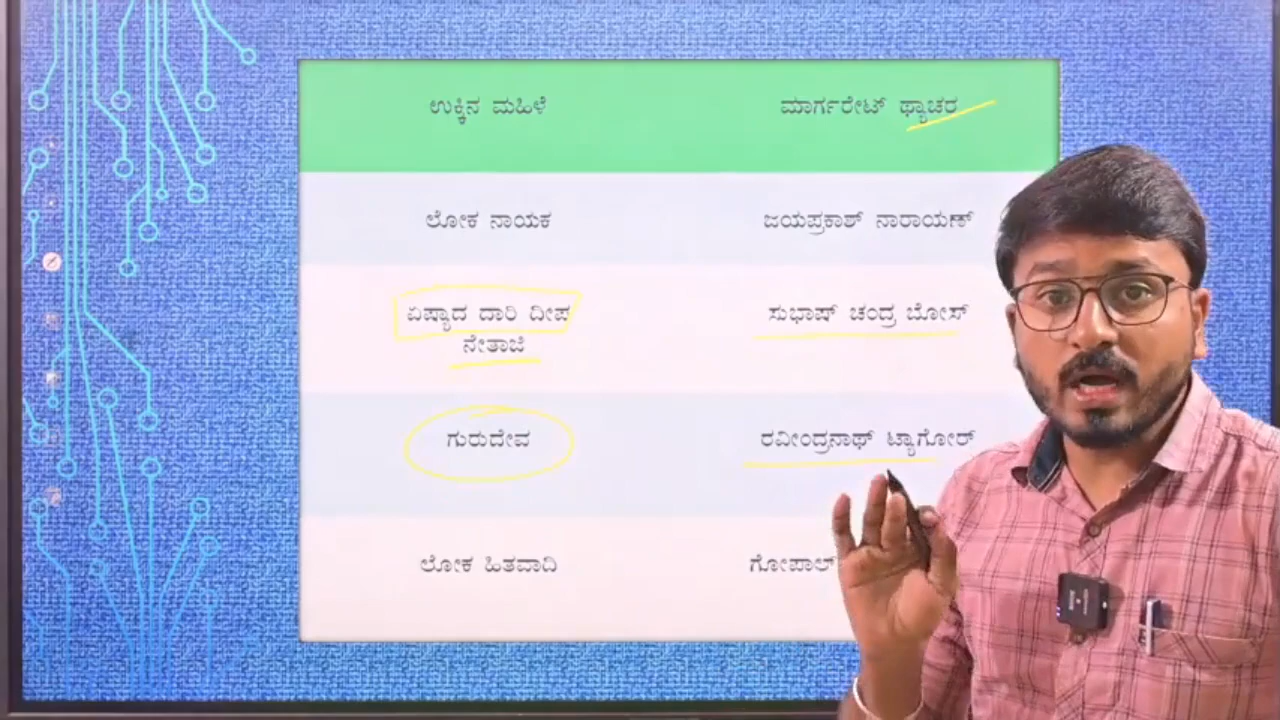 ಉಕ್ಕಿನ ಮಹಿಳೆ ಮಾರ್ಗರೇಟ್ ಥ್ಯಾಚರ
ಲೋಕ ನಾಯಕ ಜಯಪ್ರಕಾಶ್ ನಾರಾಯಣ್
ಏಷ್ಯಾದ ದಾರಿ ದೀಪ ಸುಭಾಷ್ ಚಂದ್ರ ಬೋಸ್
ನೇತಾಜಿ
ಗುರುದೇವ ರವೀಂದ್ರನಾಥ್ ಟ್ಯಾಗೋರ್
ಲೋಕ ಹಿತವಾದಿ ಗೋಪಾಲ್